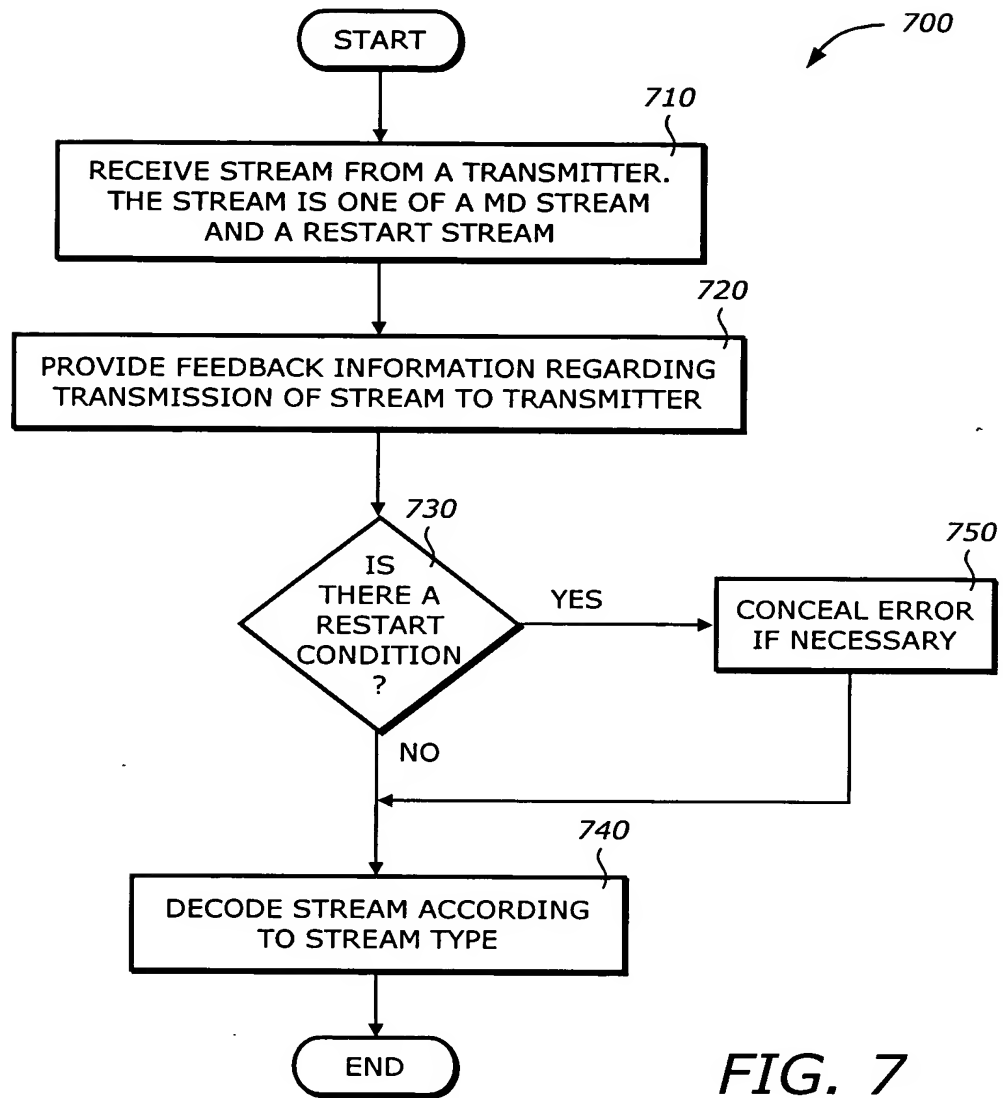 START
700
710
RECEIVE STREAM FROM A TRANSMITTER.
THE STREAM IS ONE OF A MD STREAM
AND A RESTART STREAM
720
PROVIDE FEEDBACK INFORMATION REGARDING
TRANSMISSION OF STREAM TO TRANSMITTER
730
IS
THERE A
RESTART
CONDITION
?
YES
750
CONCEAL ERROR
IF NECESSARY
NO
740
DECODE STREAM ACCORDING
TO STREAM TYPE
END
FIG. 7